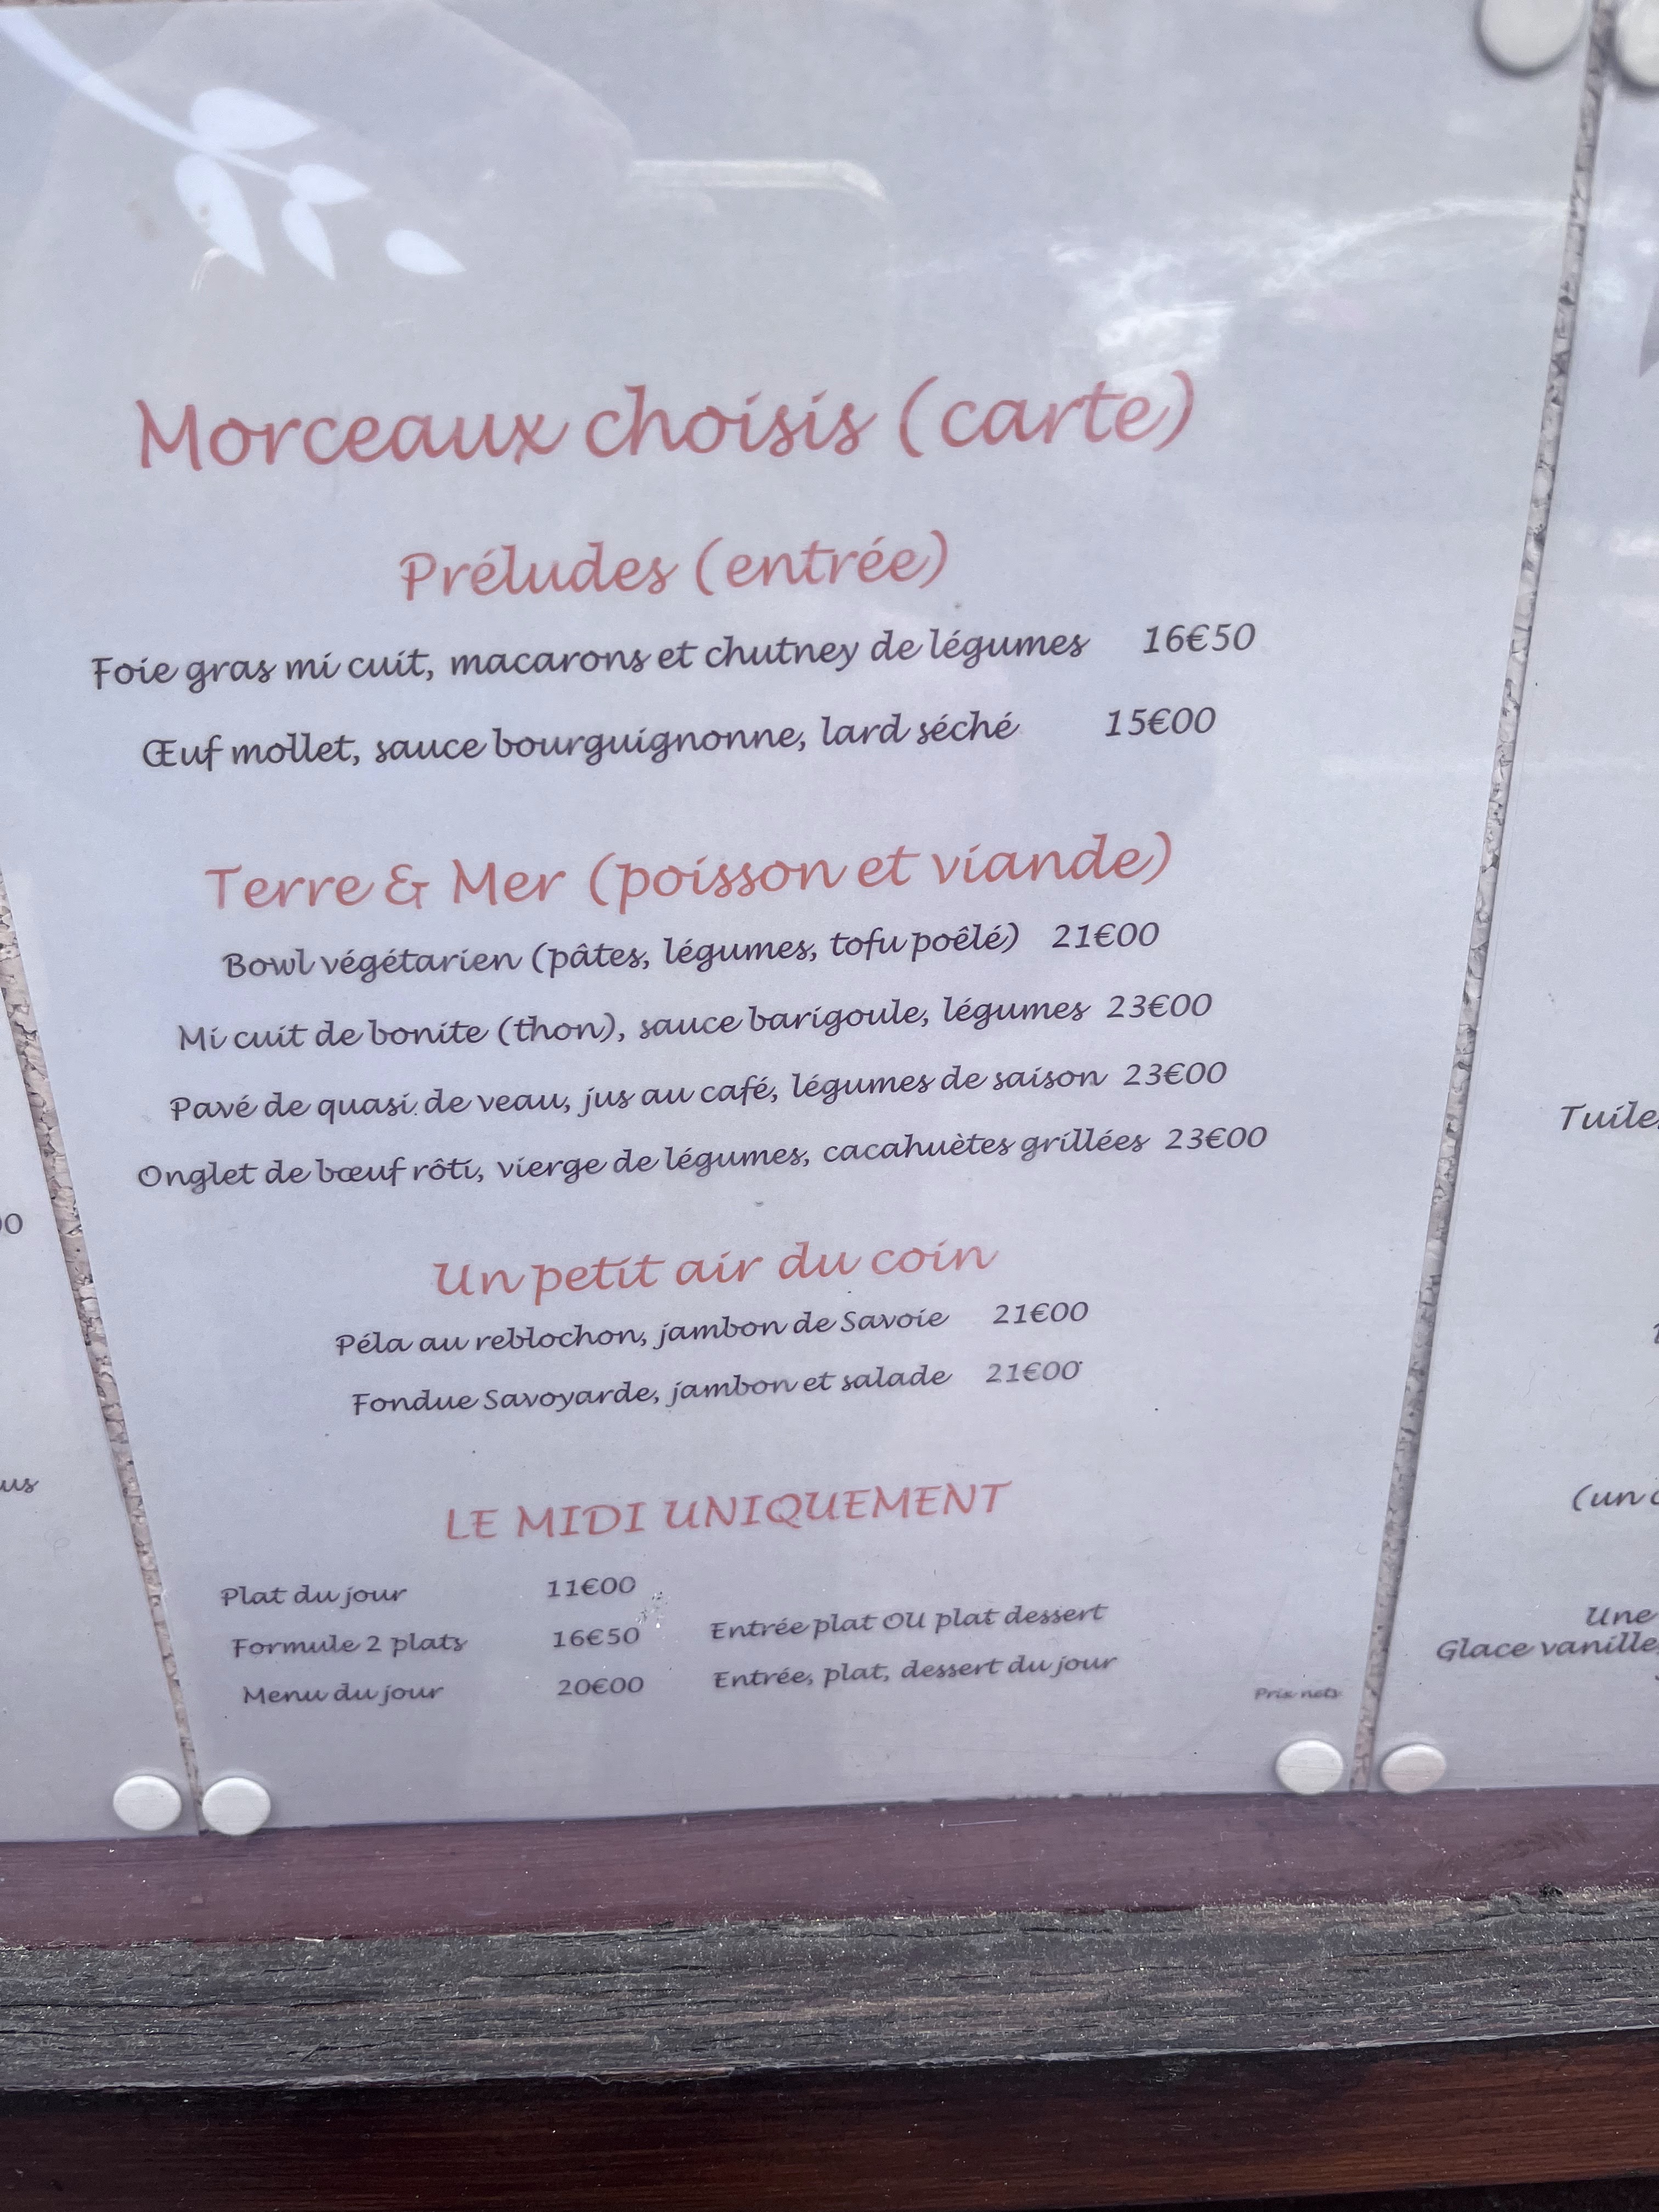 Morceaux choisis (carte)
Préludes (entrée)
Foie gras mi cuit, macarons et chutney de légumes 16€50
Œuf mollet, sauce bourguignonne, lard séché 15€00
Terre & Mer (poisson et viande)
Bowl végétarien (pâtes, légumes, tofu poêlé) 21€00
Mi cuit de bonite (thon), sauce barigoule, légumes 23€00
Pavé de quasi de veau, jus au café, légumes de saison 23€00
Onglet de bœuf rôti, vierge de légumes, cacahuètes grillées 23€00
Un petit air du coin
Péla au reblochon, jambon de Savoie 21€00
Fondue Savoyarde, jambon et salade 21€00
LE MIDI UNIQUEMENT
Plat du jour 11€00
Formule 2 plats 16€50 Entrée plat OU plat dessert
Menu du jour 20€00 Entrée, plat, dessert du jour
Prix nets
(un
Une
Glace vanille